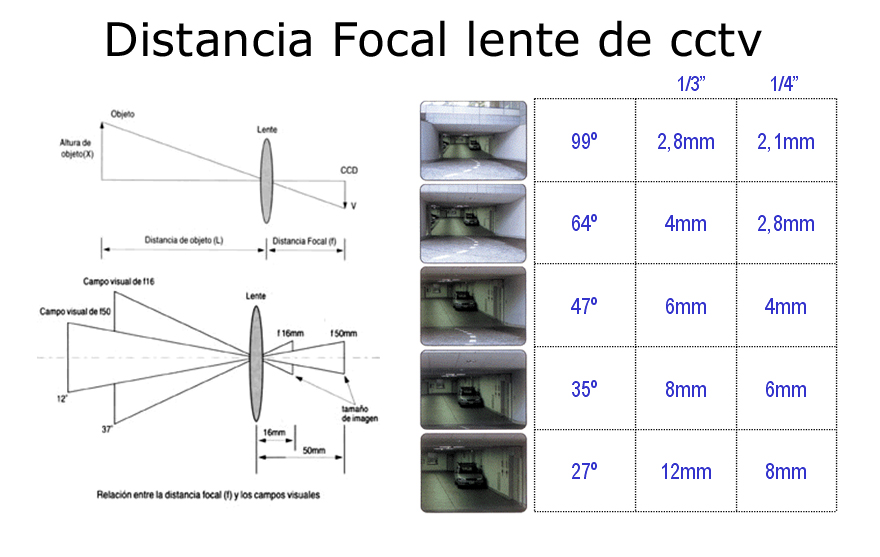 Distancia Focal lente de cctv
Objeto
Altura de
objeto(X)
Lente
CCD
V
Distancia de objeto (L)
Distancia Focal (f)
Campo visual de f16
Campo visual de f50
Lente
f 16mm
f 50mm
12°
37°
tamaño
de imagen
16mm
50mm
Relación entre la distancia focal (f) y los campos visuales
1/3” 1/4”
99º 2,8mm 2,1mm
64º 4mm 2,8mm
47º 6mm 4mm
35º 8mm 6mm
27º 12mm 8mm